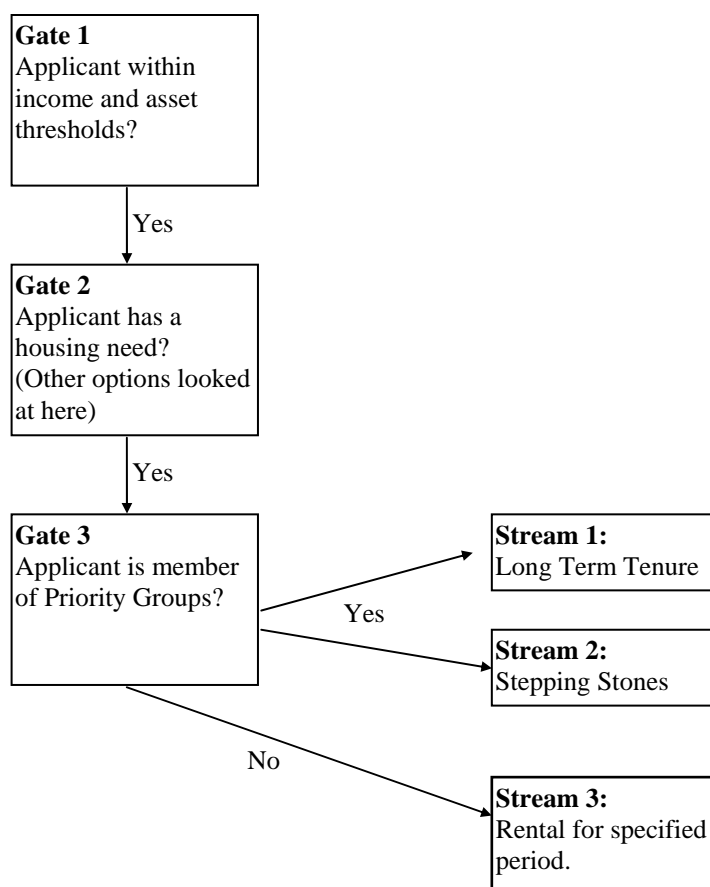 Gate 1
Applicant within
income and asset
thresholds?
Yes
Gate 2
Applicant has a
housing need?
(Other options looked
at here)
Yes
Gate 3
Applicant is member
of Priority Groups?
Stream 1:
Long Term Tenure
Yes
Stream 2:
Stepping Stones
No
Stream 3:
Rental for specified
period.